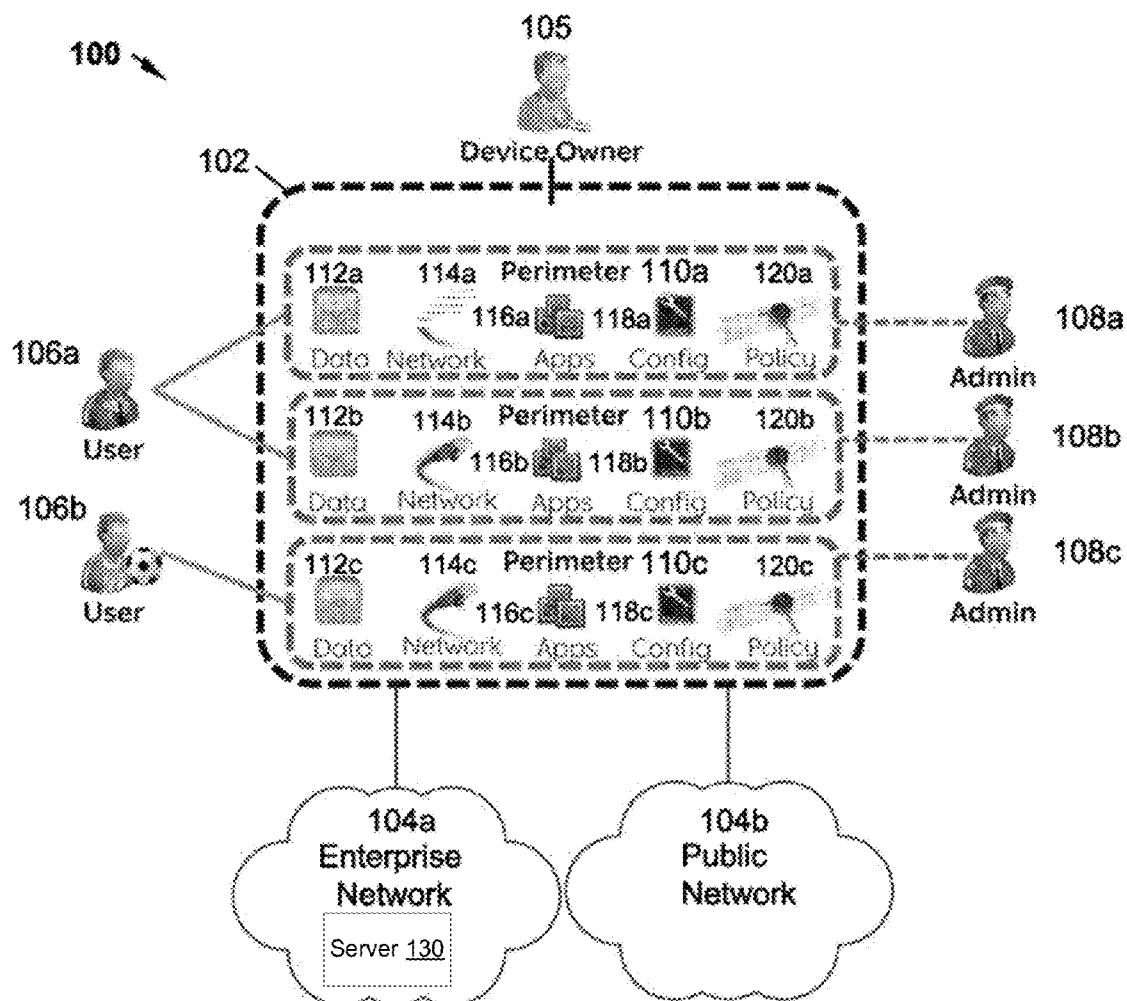 105
100
Device Owner
102
112a 114a Perimeter 110a 120a
116a 118a
Data Network Apps Config Policy
108a
Admin
106a
User
112b 114b Perimeter 110b 120b
116b 118b
Data Network Apps Config Policy
108b
Admin
106b
User
112c 114c Perimeter 110c 120c
116c 118c
Data Network Apps Config Policy
108c
Admin
104a
Enterprise
Network
Server 130
104b
Public
Network